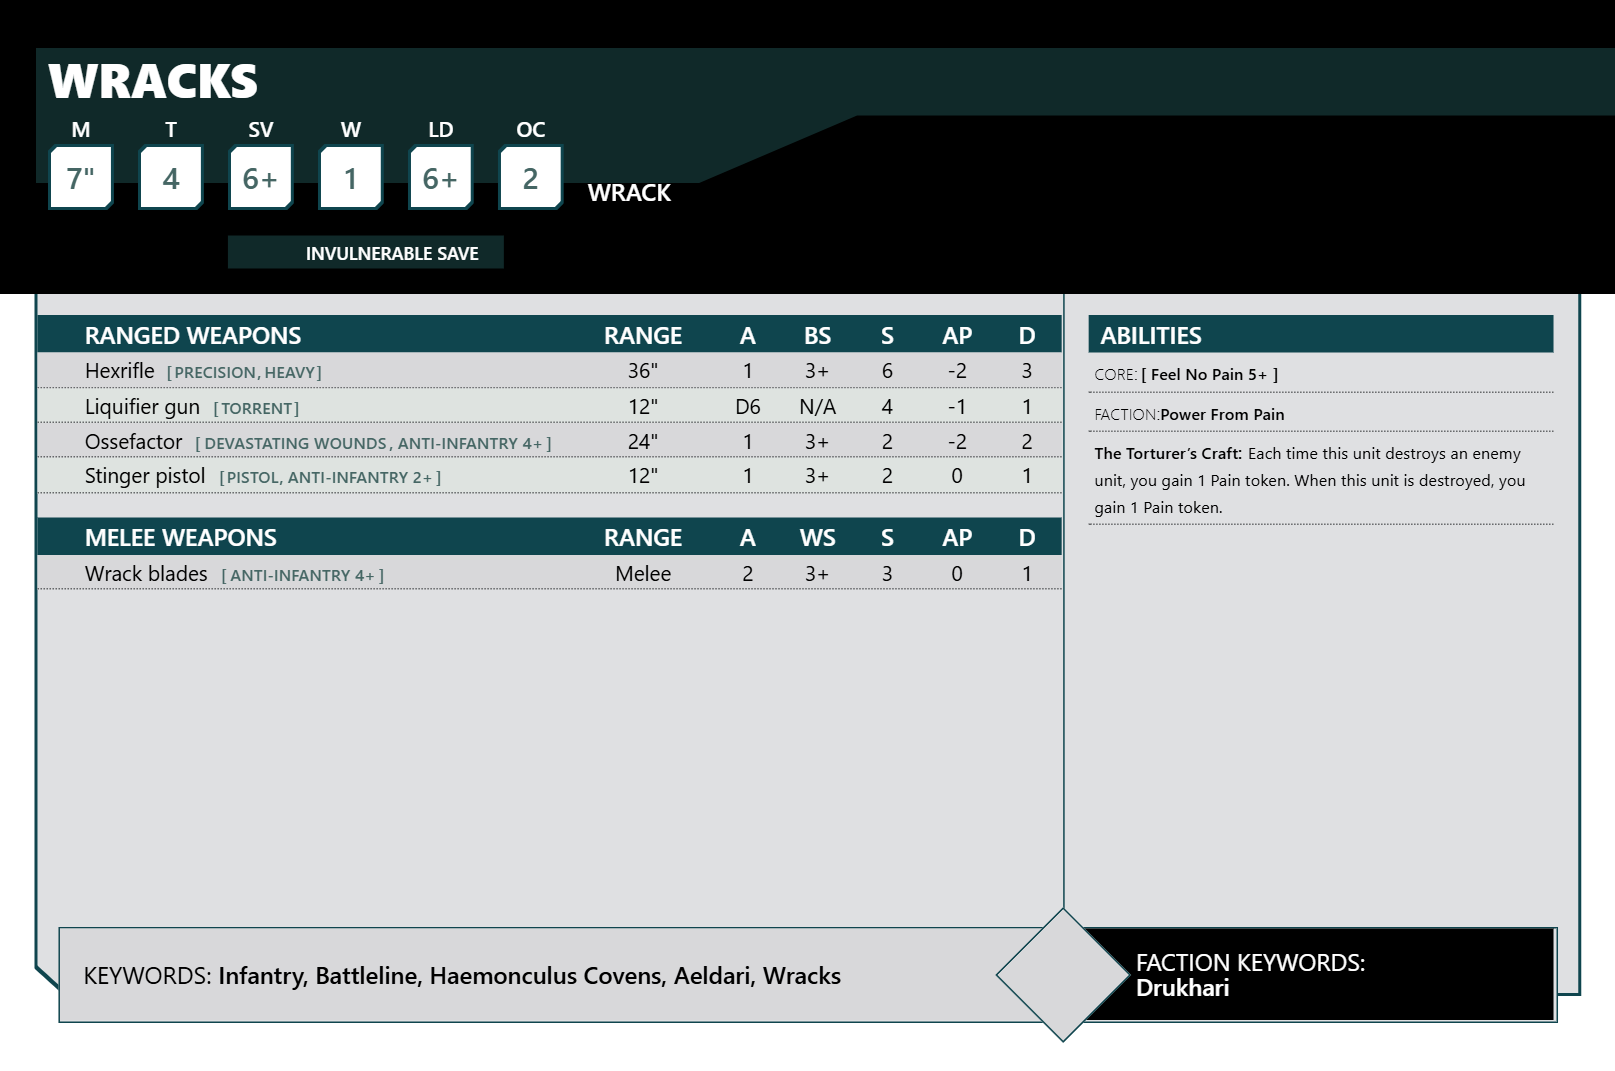 WRACKS
M T SV W LD OC
7" 4 6+ 1 6+ 2 WRACK
INVULNERABLE SAVE
RANGED WEAPONS RANGE A BS S AP D
Hexrifle [PRECISION, HEAVY] 36" 1 3+ 6 -2 3
Liquifier gun [TORRENT] 12" D6 N/A 4 -1 1
Ossefactor [ DEVASTATING WOUNDS, ANTI-INFANTRY 4+ ] 24" 1 3+ 2 -2 2
Stinger pistol [PISTOL, ANTI-INFANTRY 2+ ] 12" 1 3+ 2 0 1
MELEE WEAPONS RANGE A WS S AP D
Wrack blades [ ANTI-INFANTRY 4+ ] Melee 2 3+ 3 0 1
ABILITIES
CORE: [ Feel No Pain 5+ ]
FACTION:Power From Pain
The Torturer's Craft: Each time this unit destroys an enemy
unit, you gain 1 Pain token. When this unit is destroyed, you
gain 1 Pain token.
KEYWORDS: Infantry, Battleline, Haemonculus Covens, Aeldari, Wracks
FACTION KEYWORDS:
Drukhari